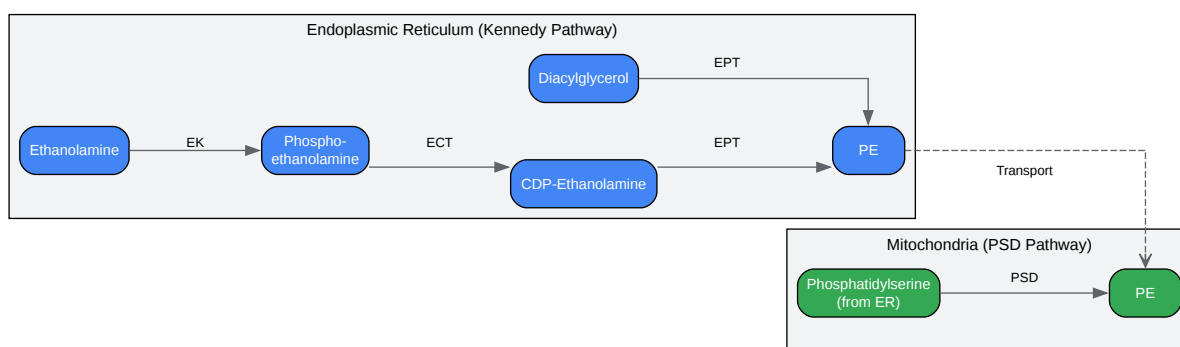 Endoplasmic Reticulum (Kennedy Pathway)
Diacylglycerol
EPT
Ethanolamine
EK
Phospho-
ethanolamine
ECT
CDP-Ethanolamine
EPT
PE
Transport
Mitochondria (PSD Pathway)
Phosphatidylserine
(from ER)
PSD
PE